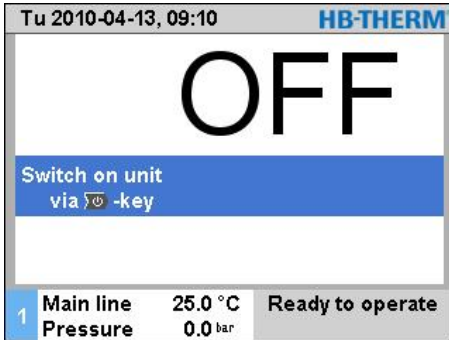 Tu 2010-04-13, 09:10 HB-THERM
OFF
Switch on unit
via -key
1 Main line 25.0 °C Ready to operate
Pressure 0.0 bar